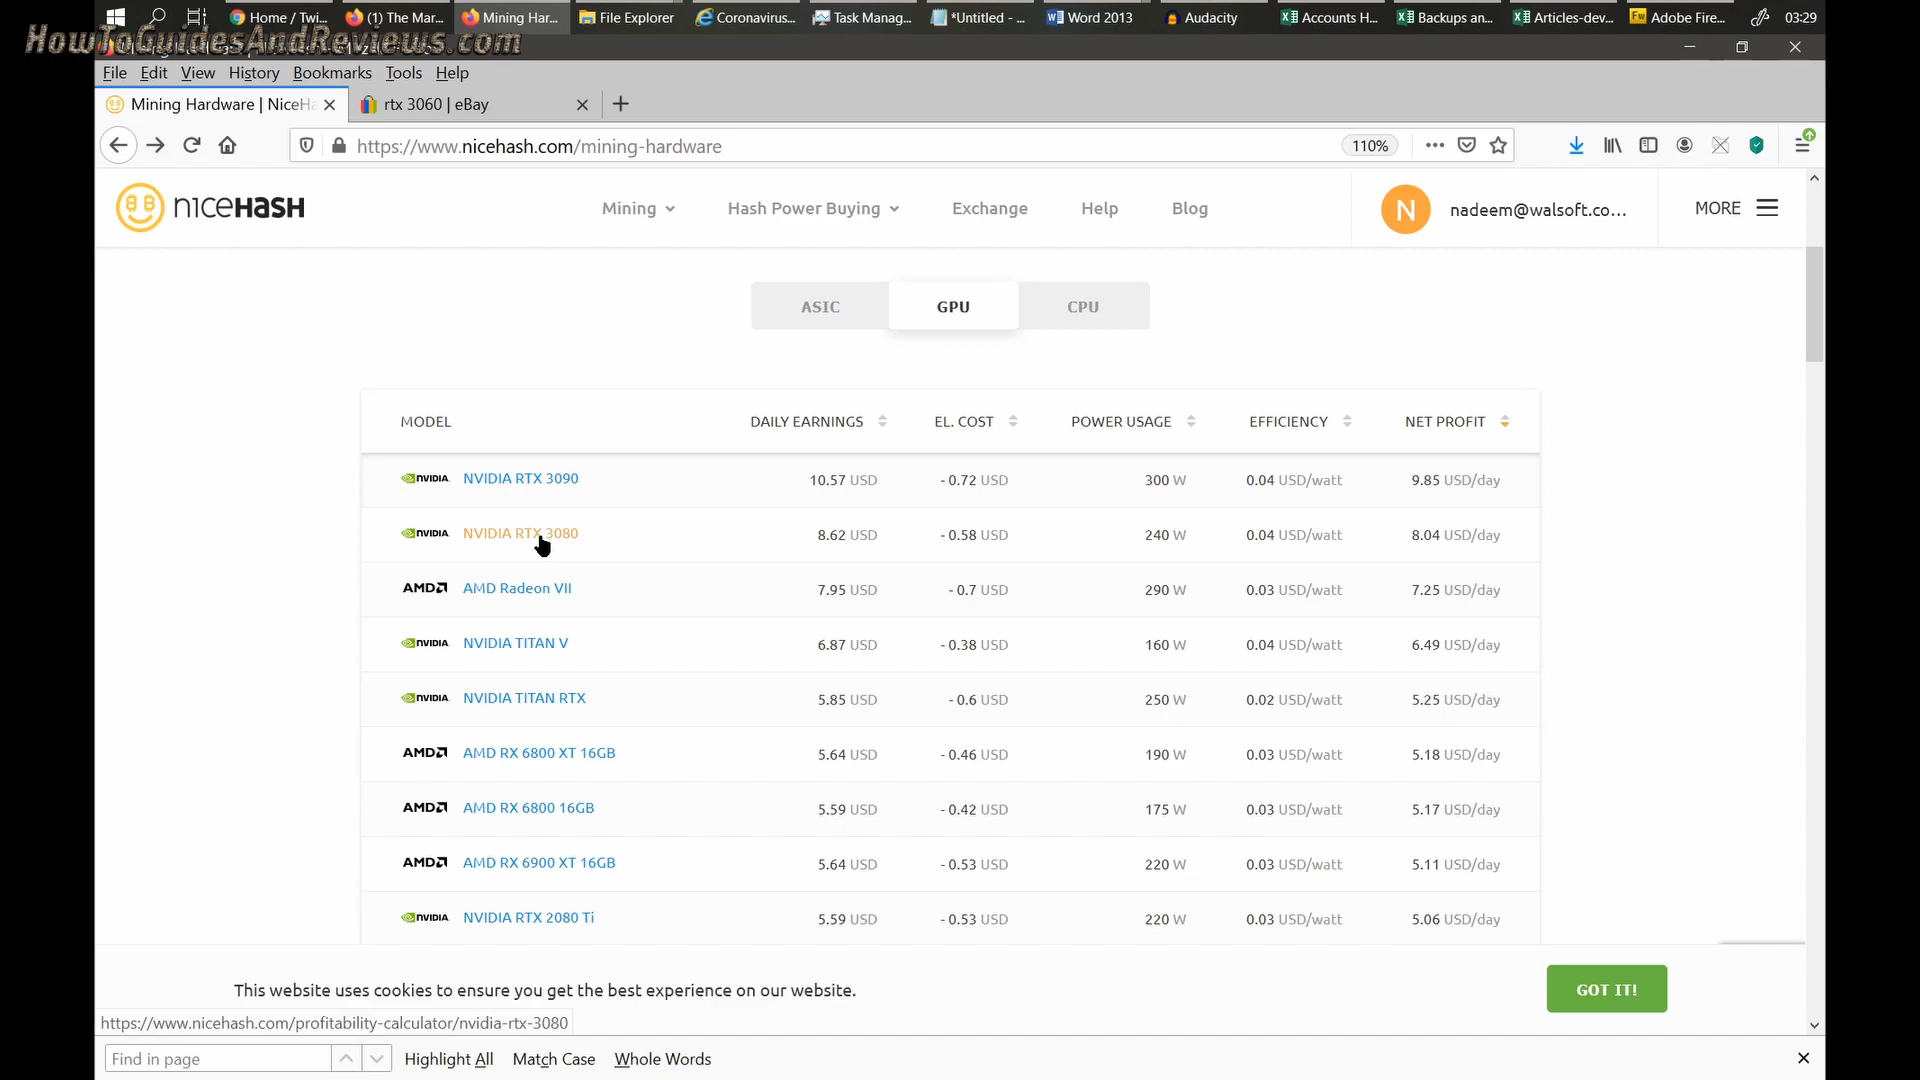 Home / Twi...
(1) The Mar...
Mining Har...
File Explorer
Coronavirus...
Task Manag...
*Untitled - ...
Word 2013
Audacity
Accounts H...
Backups an...
Articles-dev...
Adobe Fire...
03:29
HowToGuidesAndReviews.com
File Edit View History Bookmarks Tools Help
Mining Hardware | NiceHa
rtx 3060 | eBay
https://www.nicehash.com/mining-hardware
110%
niceHASH
Mining
Hash Power Buying
Exchange
Help
Blog
N
nadeem@walsoft.co...
MORE
ASIC GPU CPU
MODEL DAILY EARNINGS EL. COST POWER USAGE EFFICIENCY NET PROFIT
NVIDIA NVIDIA RTX 3090 10.57 USD - 0.72 USD 300 W 0.04 USD/watt 9.85 USD/day
NVIDIA NVIDIA RTX 3080 8.62 USD - 0.58 USD 240 W 0.04 USD/watt 8.04 USD/day
AMD AMD Radeon VII 7.95 USD - 0.7 USD 290 W 0.03 USD/watt 7.25 USD/day
NVIDIA NVIDIA TITAN V 6.87 USD - 0.38 USD 160 W 0.04 USD/watt 6.49 USD/day
NVIDIA NVIDIA TITAN RTX 5.85 USD - 0.6 USD 250 W 0.02 USD/watt 5.25 USD/day
AMD AMD RX 6800 XT 16GB 5.64 USD - 0.46 USD 190 W 0.03 USD/watt 5.18 USD/day
AMD AMD RX 6800 16GB 5.59 USD - 0.42 USD 175 W 0.03 USD/watt 5.17 USD/day
AMD AMD RX 6900 XT 16GB 5.64 USD - 0.53 USD 220 W 0.03 USD/watt 5.11 USD/day
NVIDIA NVIDIA RTX 2080 Ti 5.59 USD - 0.53 USD 220 W 0.03 USD/watt 5.06 USD/day
This website uses cookies to ensure you get the best experience on our website.
GOT IT!
https://www.nicehash.com/profitability-calculator/nvidia-rtx-3080
Find in page
Highlight All
Match Case
Whole Words